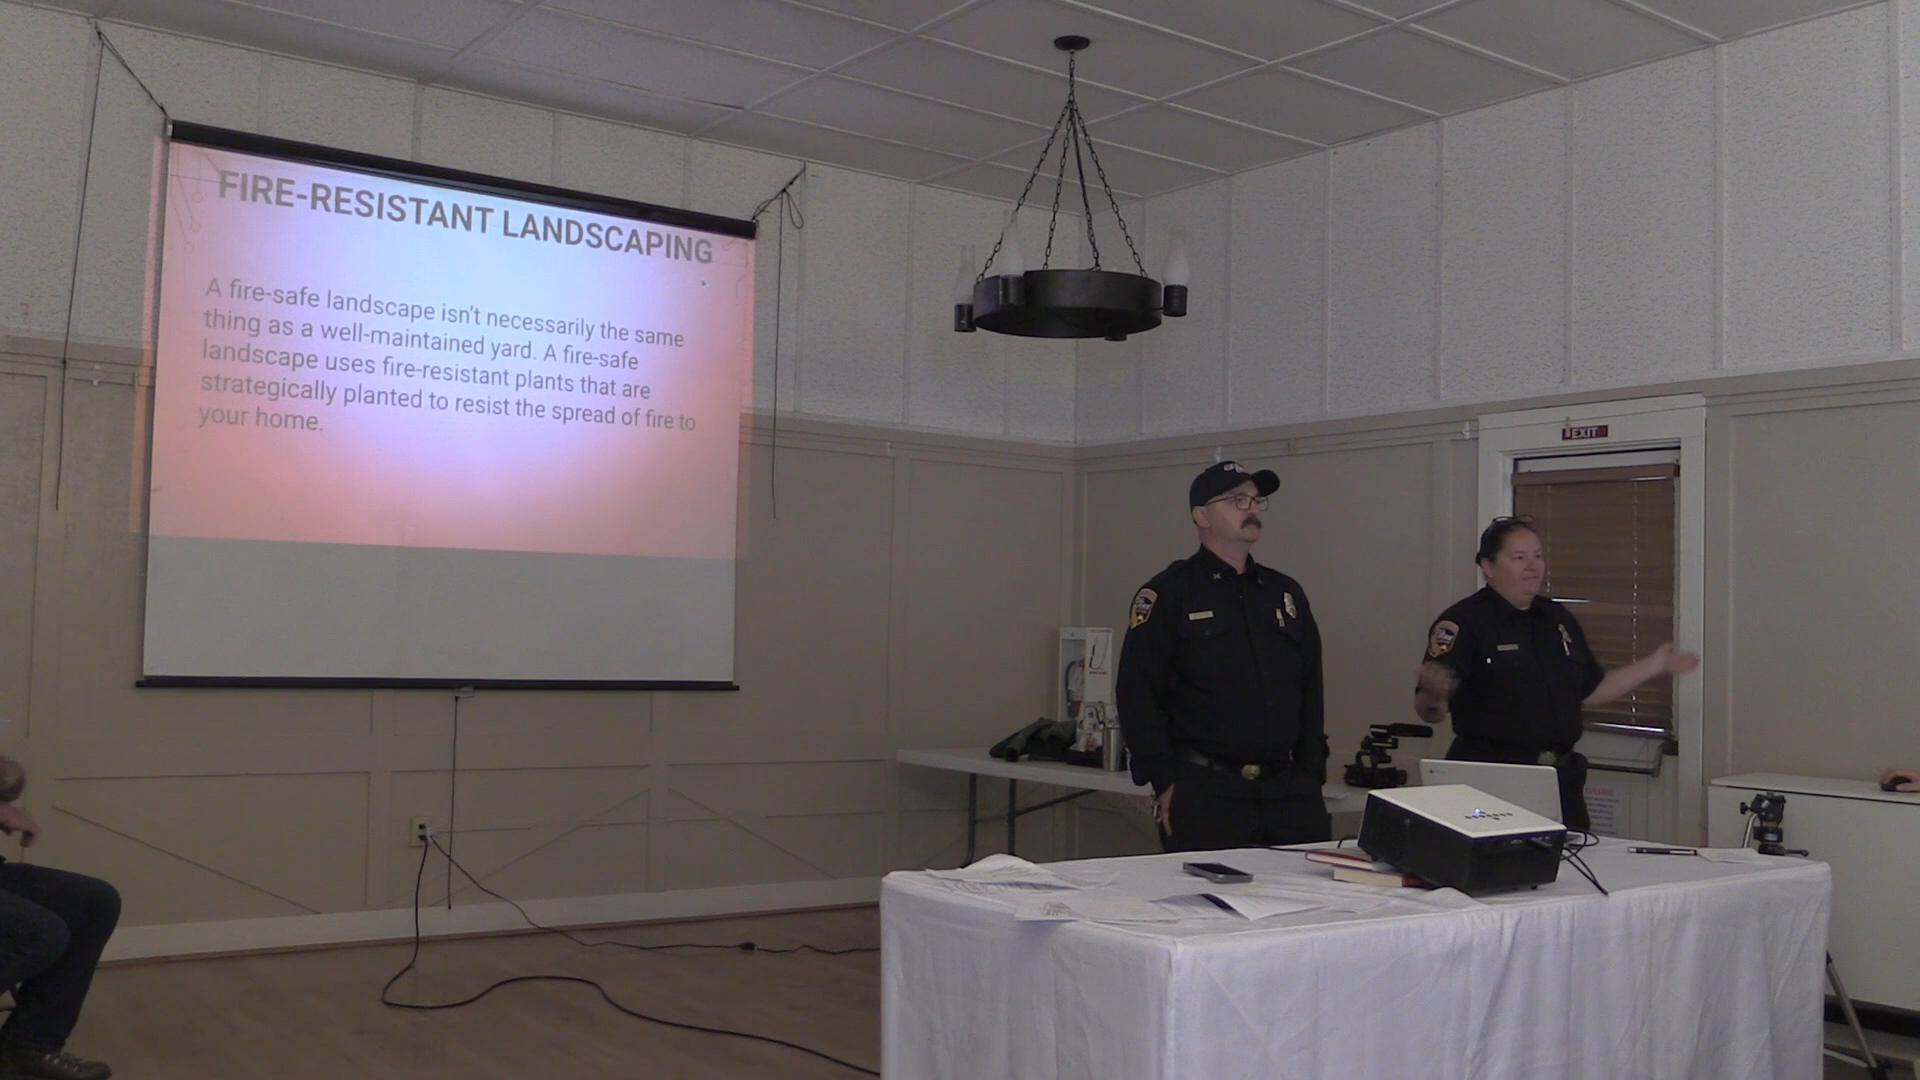 FIRE-RESISTANT LANDSCAPING
A fire-safe landscape isn't necessarily the same
thing as a well-maintained yard. A fire-safe
landscape uses fire-resistant plants that are
strategically planted to resist the spread of fire to
your home.
EXIT